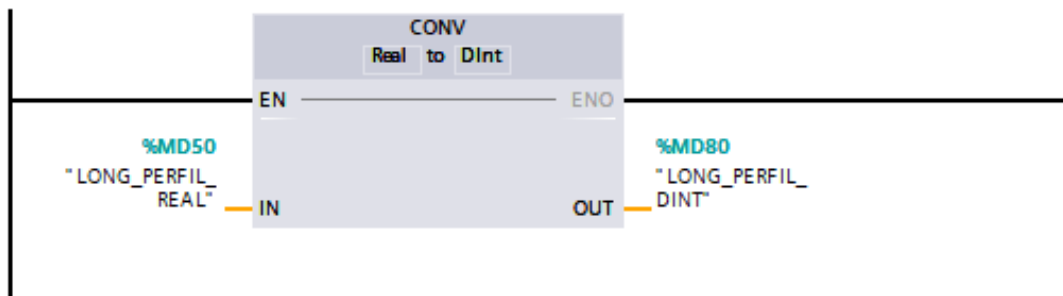 CONV
Real to DInt
EN ENO
%MD50
"LONG_PERFIL_
REAL"
IN
%MD80
"LONG_PERFIL_
DINT"
OUT